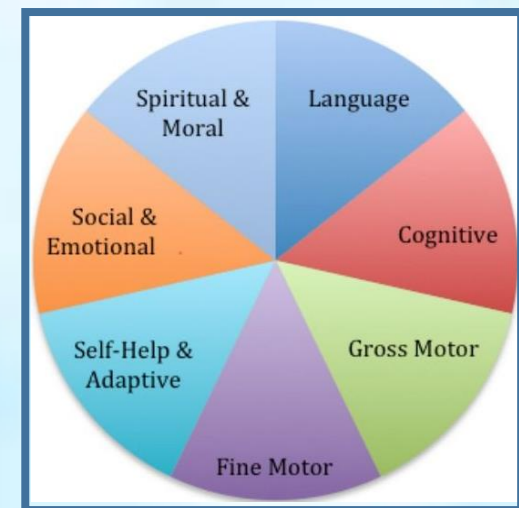 Spiritual &
Moral
Language
Social &
Emotional
Cognitive
Self-Help &
Adaptive
Gross Motor
Fine Motor